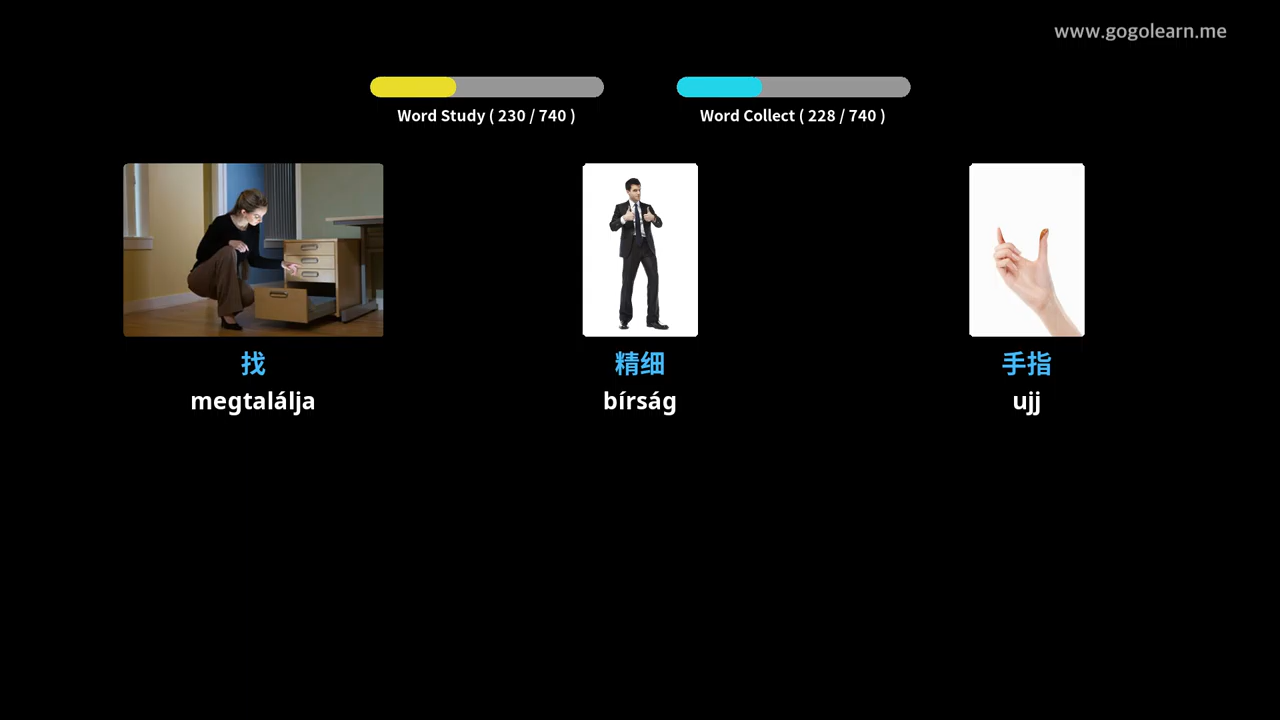 www.gogolearn.me
Word Study ( 230 / 740 )
Word Collect ( 228 / 740 )
找
精细
手指
megtalálja
bírság
ujj